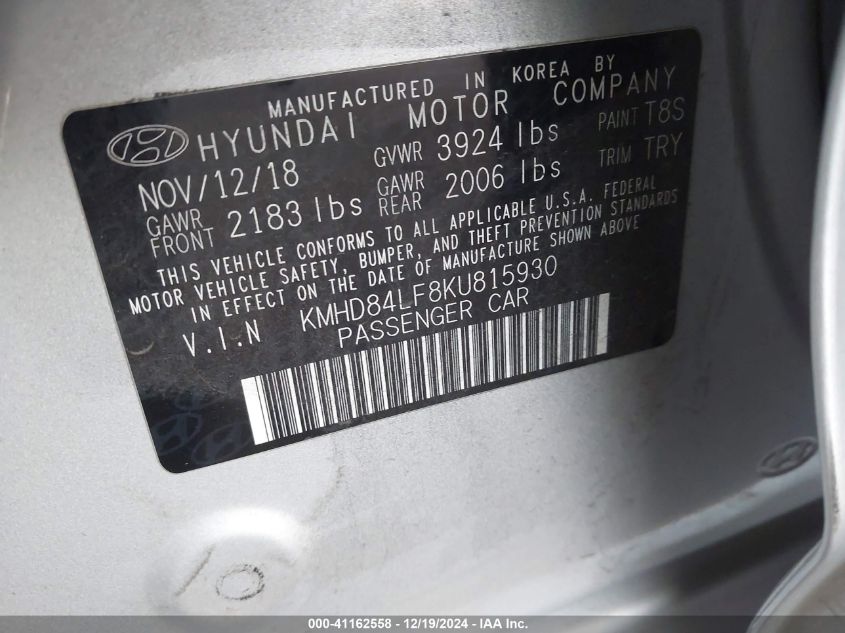 MANUFACTURED IN KOREA BY
HYUNDAI MOTOR COMPANY
NOV/12/18 GVWR 3924 lbs PAINT T8S
GAWR FRONT 2183 lbs GAWR REAR 2006 lbs TRIM TRY
THIS VEHICLE CONFORMS TO ALL APPLICABLE U.S.A. FEDERAL
MOTOR VEHICLE SAFETY, BUMPER, AND THEFT PREVENTION STANDARDS
IN EFFECT ON THE DATE OF MANUFACTURE SHOWN ABOVE
V.I.N KMHD84LF8KU815930
PASSENGER CAR
10
000-41162558 - 12/19/2024 - IAA Inc.